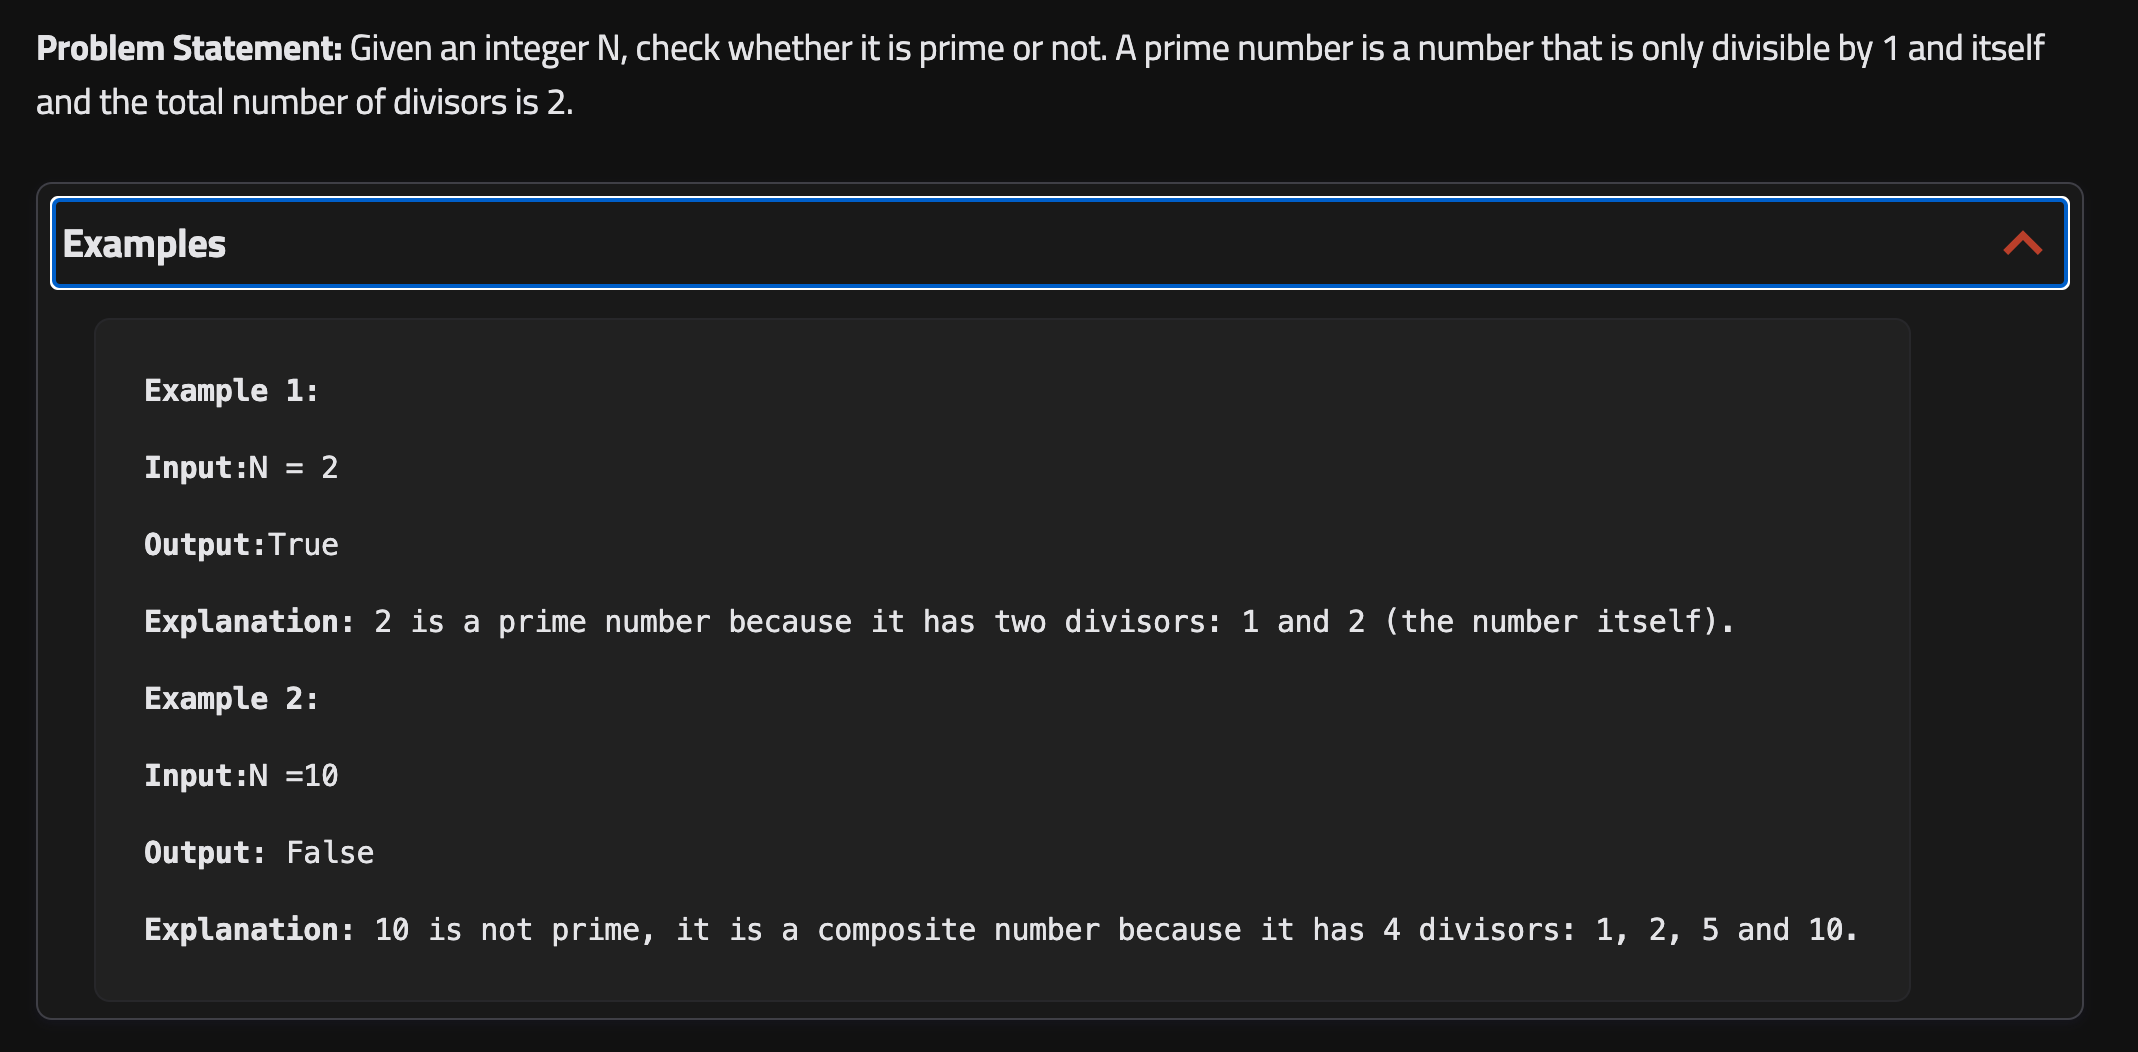 Problem Statement: Given an integer N, check whether it is prime or not. A prime number is a number that is only divisible by 1 and itself
and the total number of divisors is 2.
Examples
Example 1:
Input:N = 2
Output:True
Explanation: 2 is a prime number because it has two divisors: 1 and 2 (the number itself).
Example 2:
Input:N =10
Output: False
Explanation: 10 is not prime, it is a composite number because it has 4 divisors: 1, 2, 5 and 10.